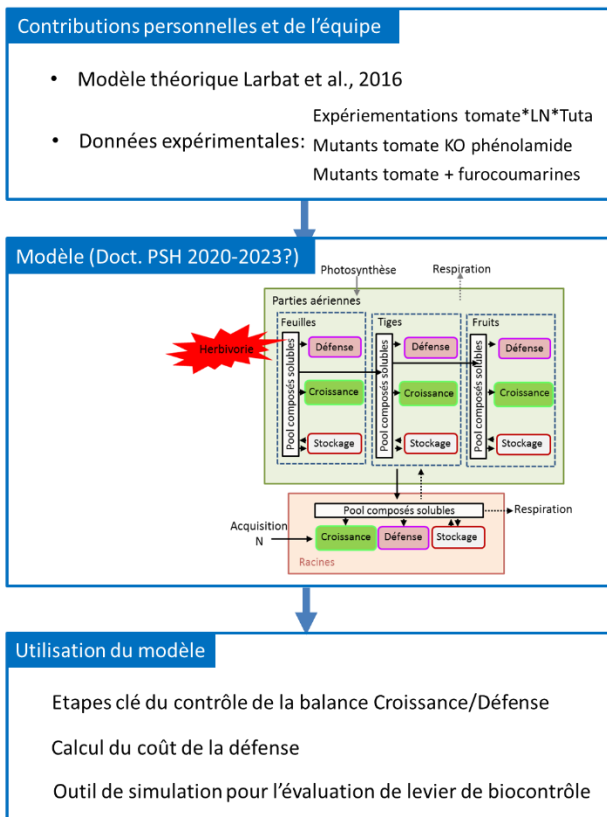 Contributions personnelles et de l'équipe
• Modèle théorique Larbat et al., 2016
• Données expérimentales:
Expériementations tomate*LN*Tuta
Mutants tomate KO phénolamide
Mutants tomate + furocoumarines
Modèle (Doct. PSH 2020-2023?)
Photosynthèse
Respiration
Parties aériennes
Feuilles
Tiges
Fruits
Herbivorie
Pool composés solubles
Défense
Croissance
Stockage
Pool composés solubles
Défense
Croissance
Stockage
Pool composés solubles
Défense
Croissance
Stockage
Pool composés solubles
Respiration
Acquisition
N
Croissance
Défense
Stockage
Racines
Utilisation du modèle
Etapes clé du contrôle de la balance Croissance/Défense
Calcul du coût de la défense
Outil de simulation pour l'évaluation de levier de biocontrôle